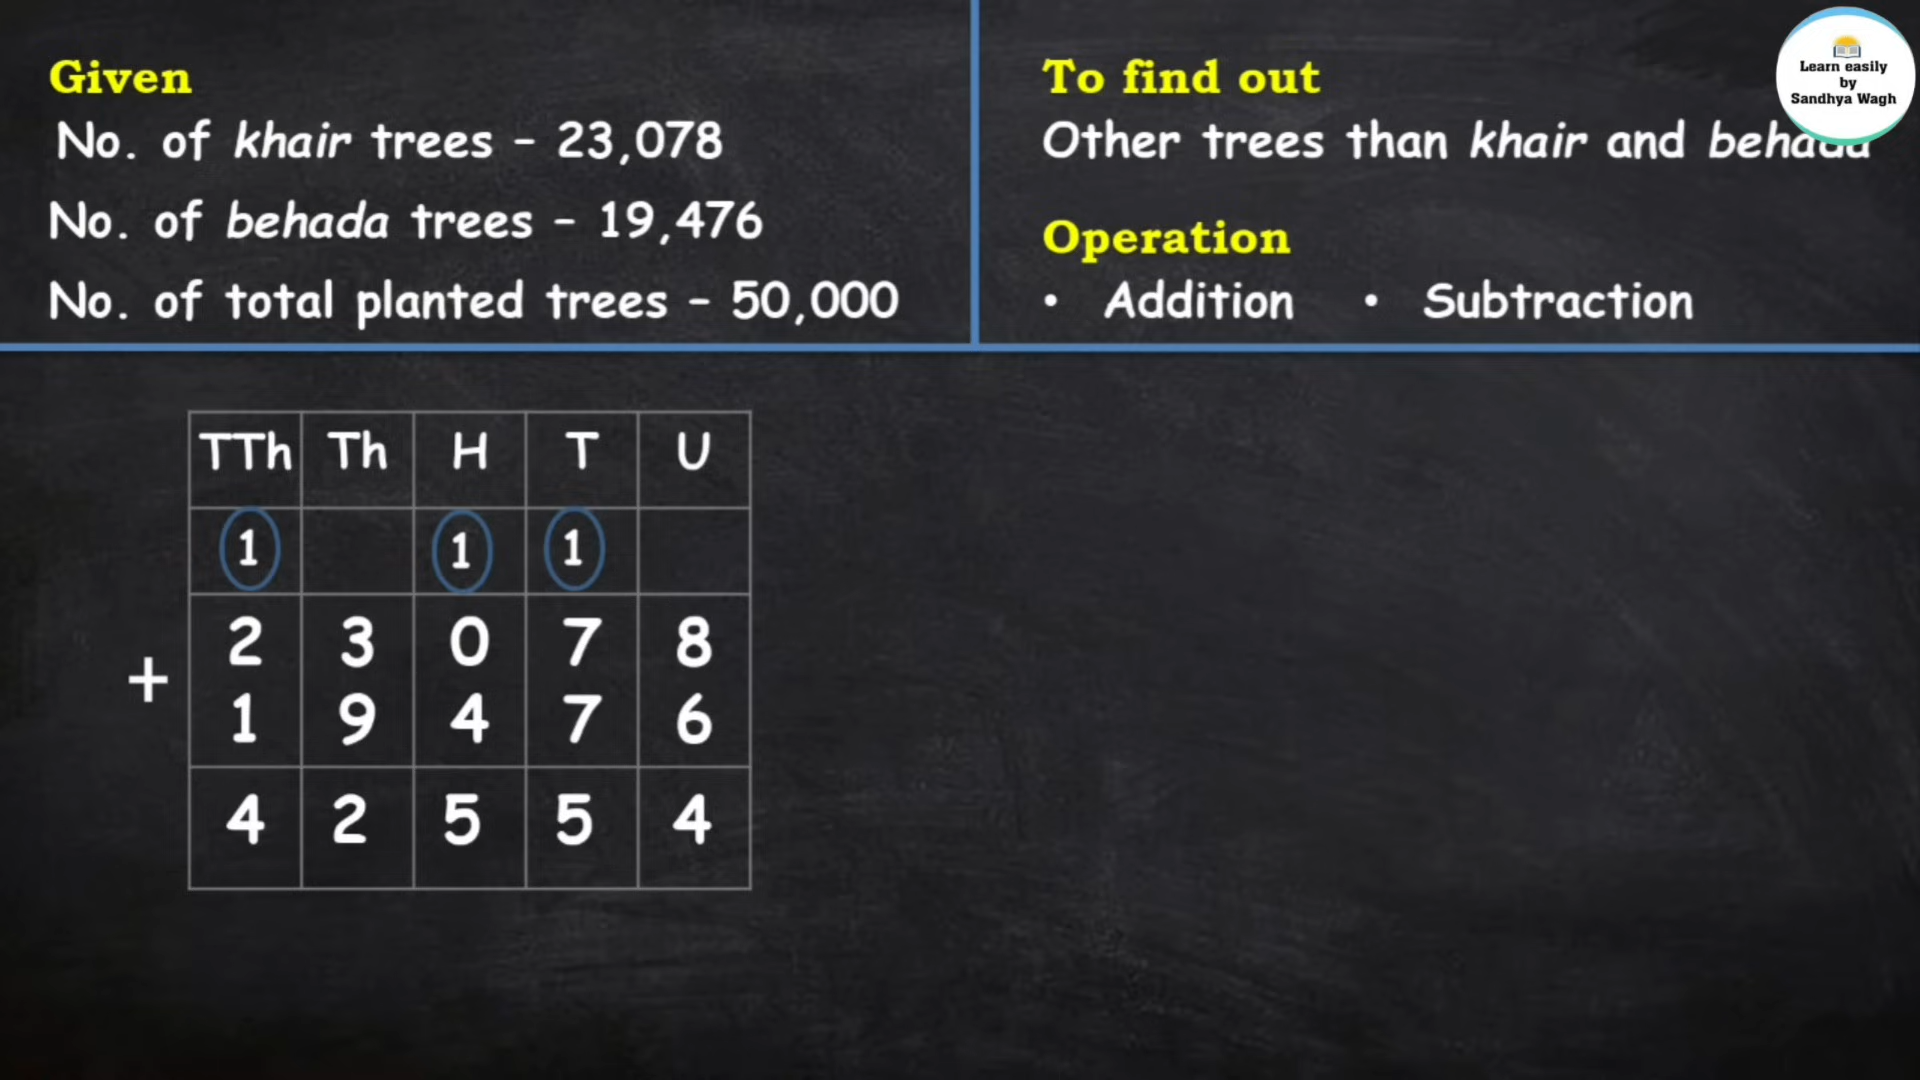 Given
No. of khair trees – 23,078
No. of behada trees – 19,476
No. of total planted trees – 50,000
To find out
Other trees than khair and behada
Operation
• Addition • Subtraction
Learn easily
by
Sandhya Wagh
TTh Th H T U
1 1 1
2 3 0 7 8
+
1 9 4 7 6
4 2 5 5 4